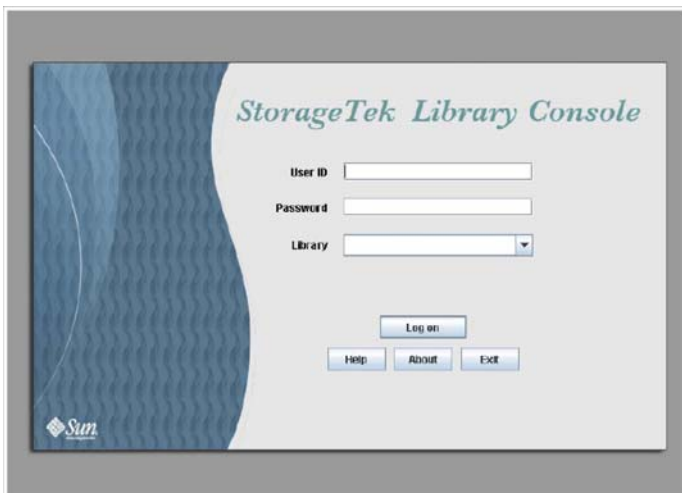 StorageTek Library Console
User ID
Password
Library
Log on
Help About Exit
Sun